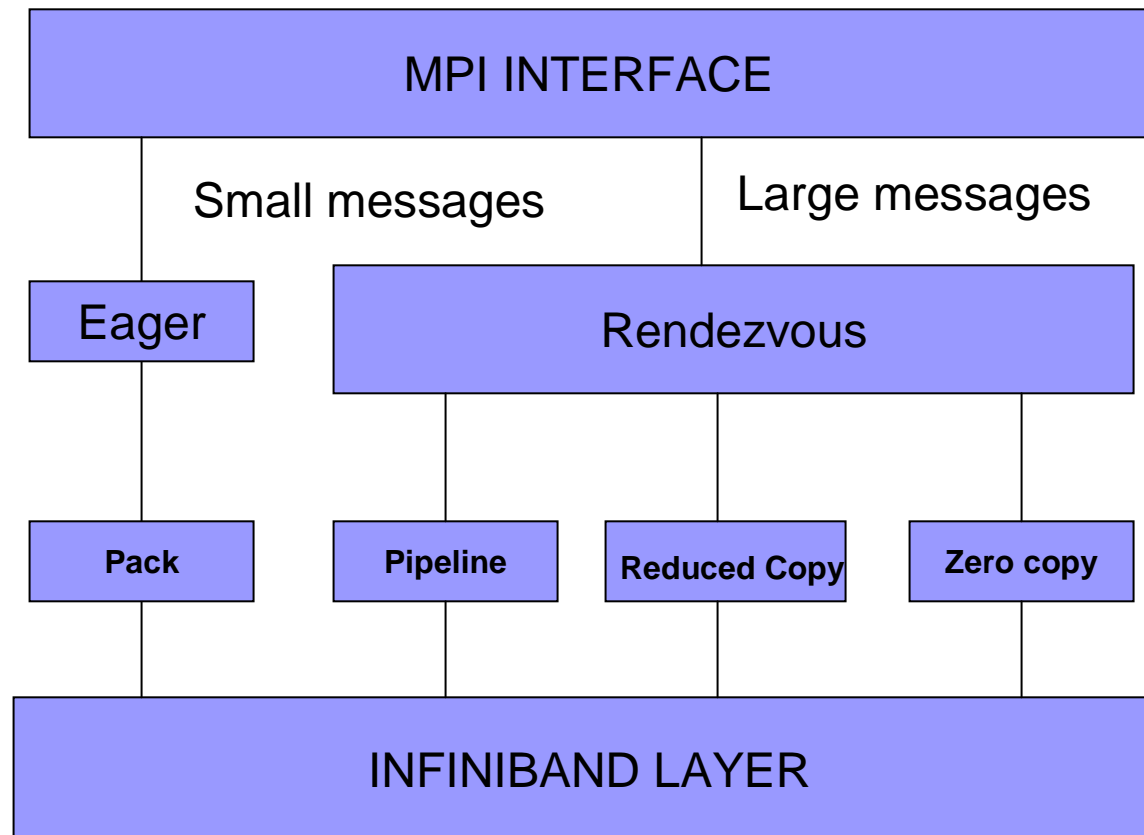 MPI INTERFACE
Small messages
Large messages
Eager
Rendezvous
Pack
Pipeline
Reduced Copy
Zero copy
INFINIBAND LAYER